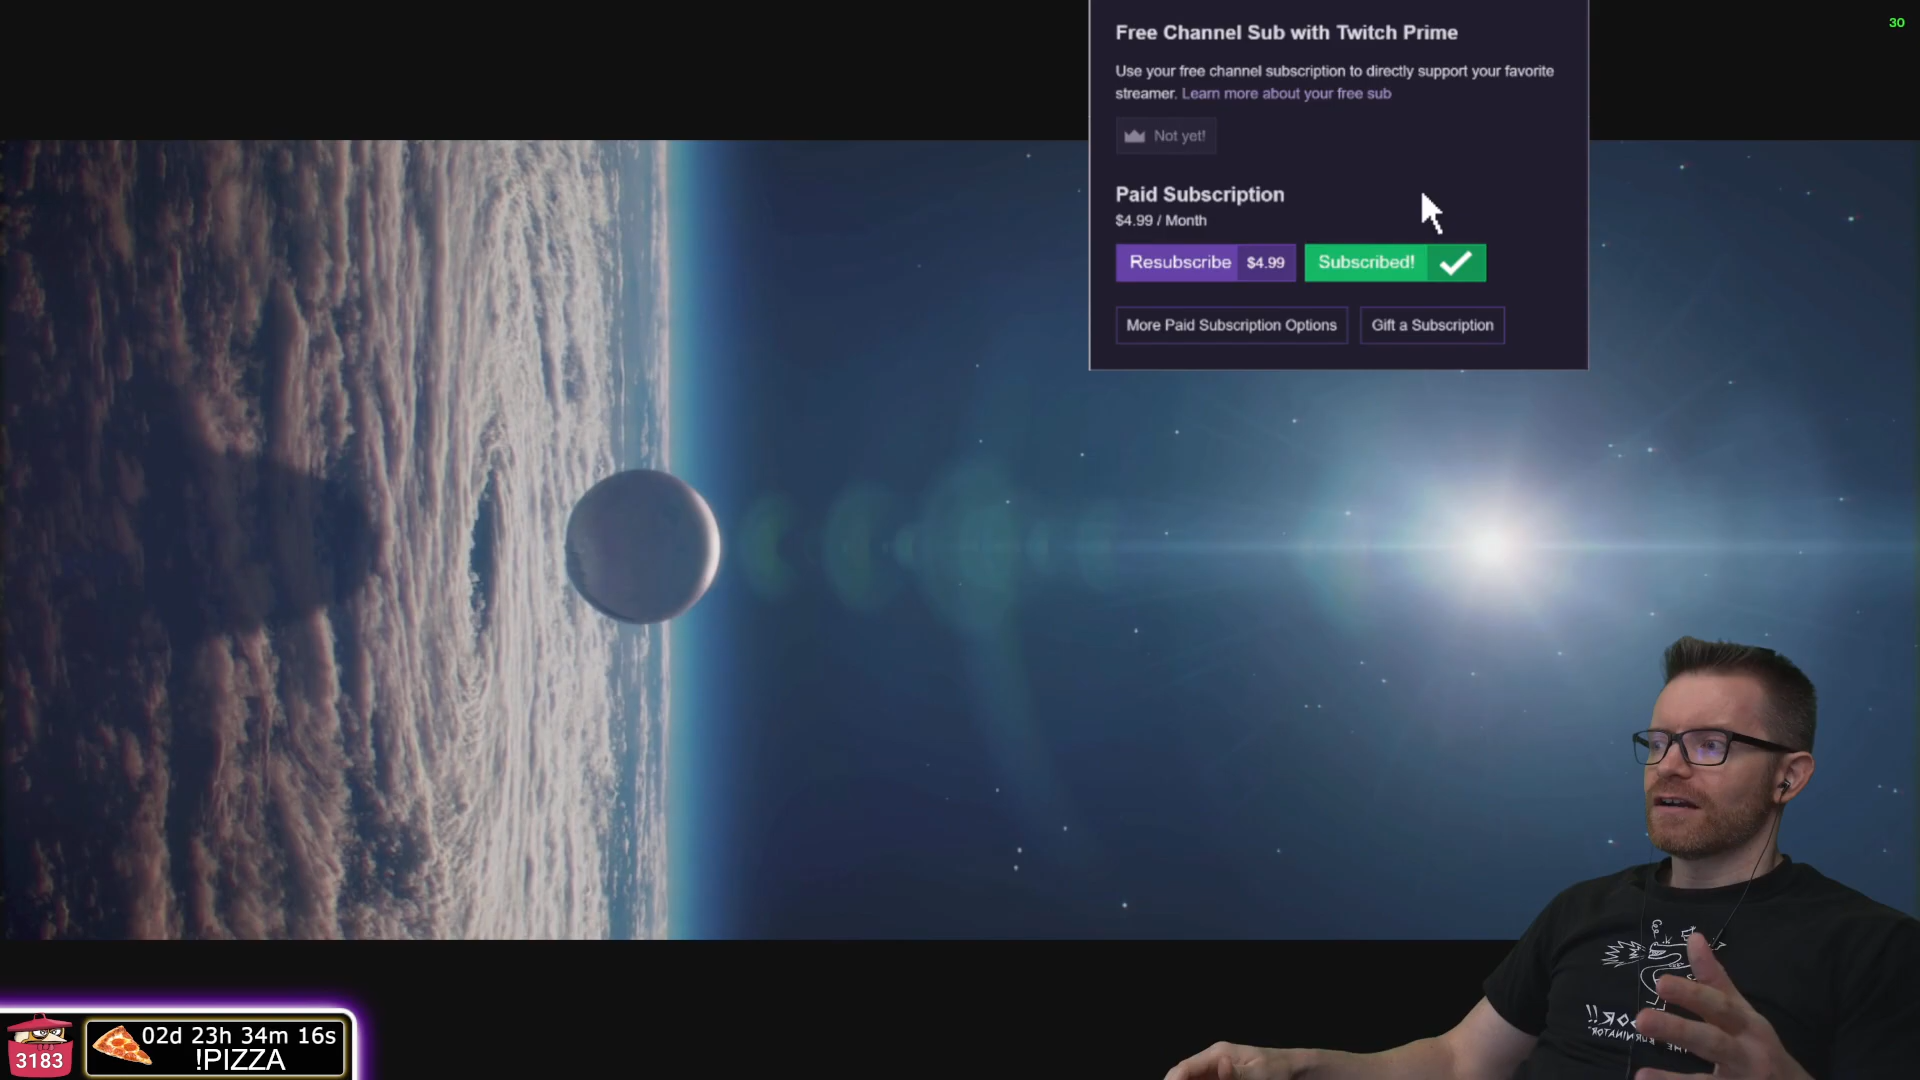 30
Free Channel Sub with Twitch Prime
Use your free channel subscription to directly support your favorite
streamer. Learn more about your free sub
Not yet!
Paid Subscription
$4.99 / Month
Resubscribe $4.99 Subscribed!
More Paid Subscription Options Gift a Subscription
3183
02d 23h 34m 16s
!PIZZA